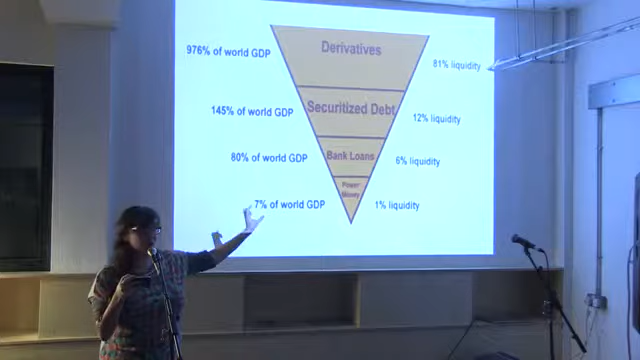 976% of world GDP Derivatives 81% liquidity
145% of world GDP Securitized Debt 12% liquidity
80% of world GDP Bank Loans 6% liquidity
Power
Money
7% of world GDP 1% liquidity